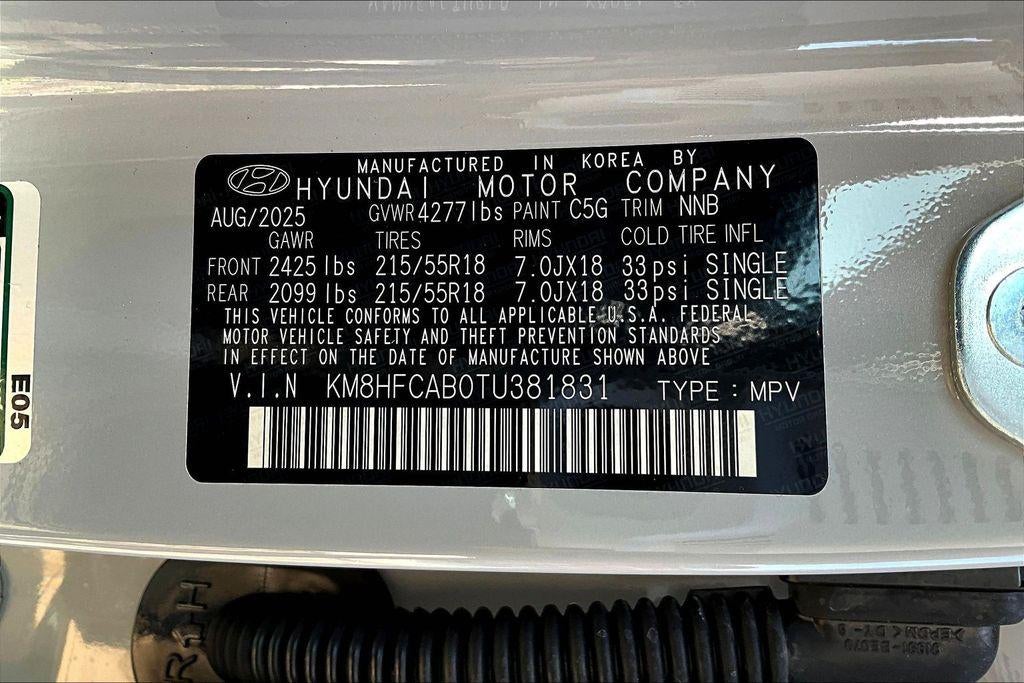 MANUFACTURED IN KOREA BY
HYUNDAI MOTOR COMPANY
AUG/2025 GVWR 4277lbs PAINT C5G TRIM NNB
GAWR TIRES RIMS COLD TIRE INFL
FRONT 2425 lbs 215/55R18 7.0JX18 33psi SINGLE
REAR 2099 lbs 215/55R18 7.0JX18 33psi SINGLE
THIS VEHICLE CONFORMS TO ALL APPLICABLE U.S.A. FEDERAL
MOTOR VEHICLE SAFETY AND THEFT PREVENTION STANDARDS
IN EFFECT ON THE DATE OF MANUFACTURE SHOWN ABOVE
V.I.N KM8HFCAB0TU381831 TYPE : MPV
E05
RH
>EPDM<